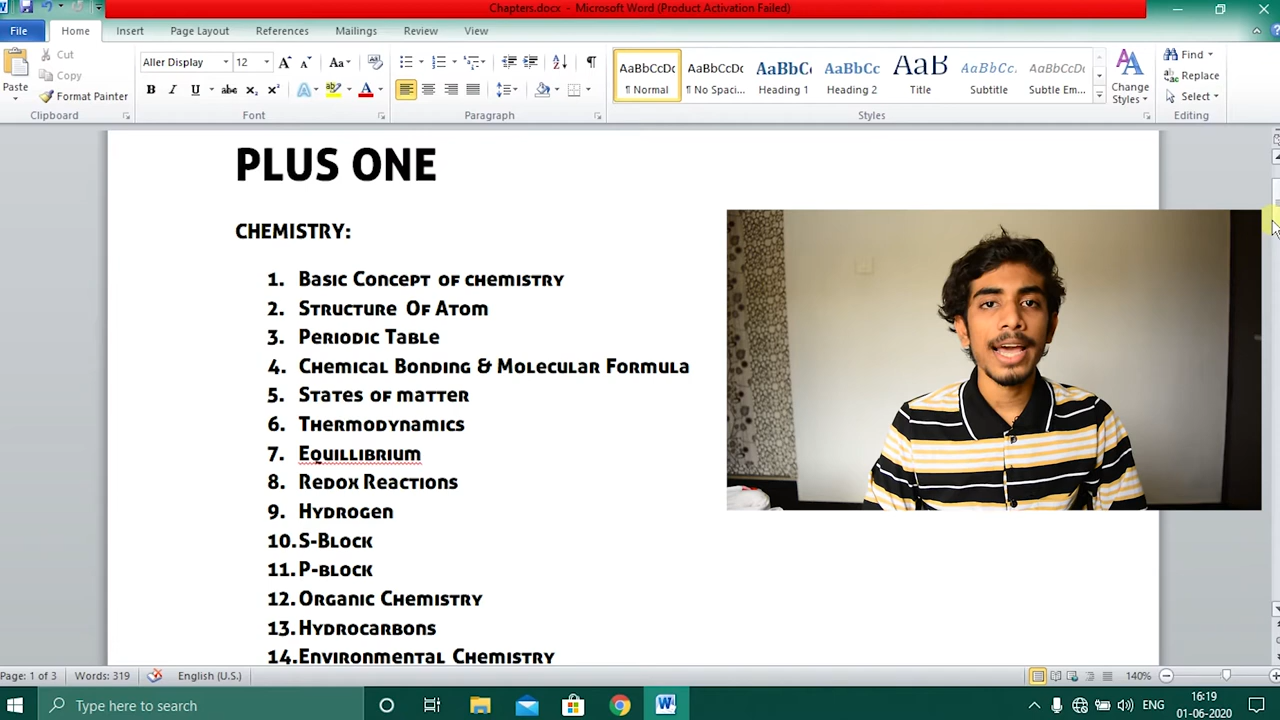 Chapters.docx - Microsoft Word (Product Activation Failed)
File Home Insert Page Layout References Mailings Review View
Cut
Copy
Format Painter
Paste
Clipboard
Aller Display 12
Font
Paragraph
AaBbCcDc AaBbCcDc AaBbC AaBbCc AaB AaBbCc. AaBbCcDc
¶ Normal ¶ No Spaci... Heading 1 Heading 2 Title Subtitle Subtle Em...
Styles
Change
Styles
Find
Replace
Select
Editing
PLUS ONE
CHEMISTRY:
1. Basic Concept of chemistry
2. Structure Of Atom
3. Periodic Table
4. Chemical Bonding & Molecular Formula
5. States of matter
6. Thermodynamics
7. Equillibrium
8. Redox Reactions
9. Hydrogen
10. S-Block
11. P-block
12. Organic Chemistry
13. Hydrocarbons
14. Environmental Chemistry
Page: 1 of 3 Words: 319 English (U.S.) 140%
Type here to search
ENG
16:19
01-06-2020